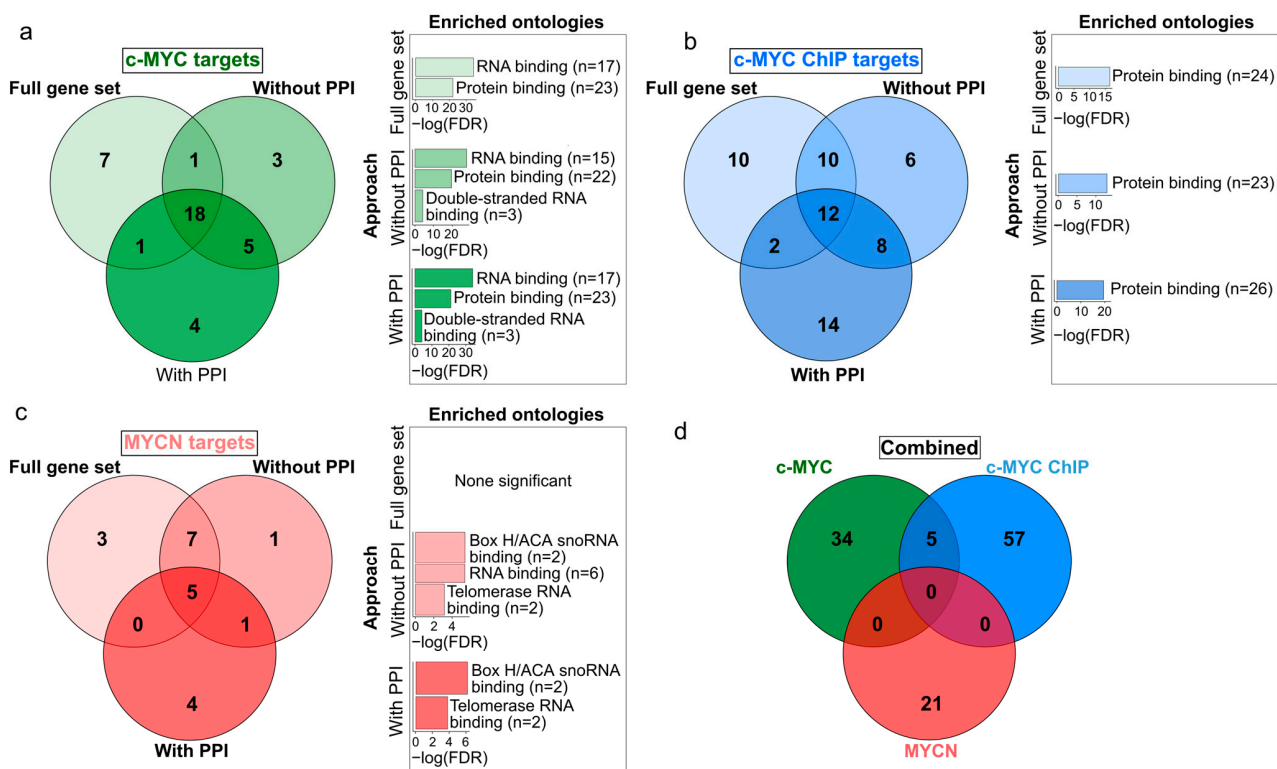 a
c-MYC targets
Full gene set
Without PPI
7
1
3
18
1
5
4
With PPI
Enriched ontologies
Approach
Full gene set
RNA binding (n=17)
Protein binding (n=23)
0 10 20 30
−log(FDR)
Without PPI
RNA binding (n=15)
Protein binding (n=22)
Double-stranded RNA
binding (n=3)
0 10 20
−log(FDR)
With PPI
RNA binding (n=17)
Protein binding (n=23)
Double-stranded RNA
binding (n=3)
0 10 20 30
−log(FDR)
b
c-MYC ChIP targets
Full gene set
Without PPI
10
10
6
12
2
8
14
With PPI
Enriched ontologies
Approach
Full gene set
Protein binding (n=24)
0 5 10 15
−log(FDR)
Without PPI
Protein binding (n=23)
0 5 10
−log(FDR)
With PPI
Protein binding (n=26)
0 10 20
−log(FDR)
c
MYCN targets
Full gene set
Without PPI
3
7
1
5
0
1
4
With PPI
Enriched ontologies
Approach
Full gene set
None significant
Without PPI
Box H/ACA snoRNA
binding (n=2)
RNA binding (n=6)
Telomerase RNA
binding (n=2)
0 2 4
−log(FDR)
With PPI
Box H/ACA snoRNA
binding (n=2)
Telomerase RNA
binding (n=2)
0 2 4 6
−log(FDR)
d
Combined
c-MYC
c-MYC ChIP
34
5
57
0
0
0
21
MYCN